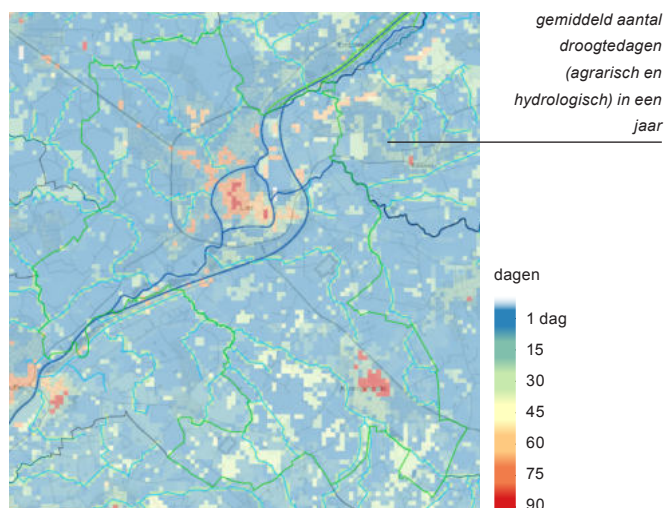 gemiddeld aantal
droogtedagen
(agrarisch en
hydrologisch) in een
jaar
dagen
1 dag
15
30
45
60
75
90